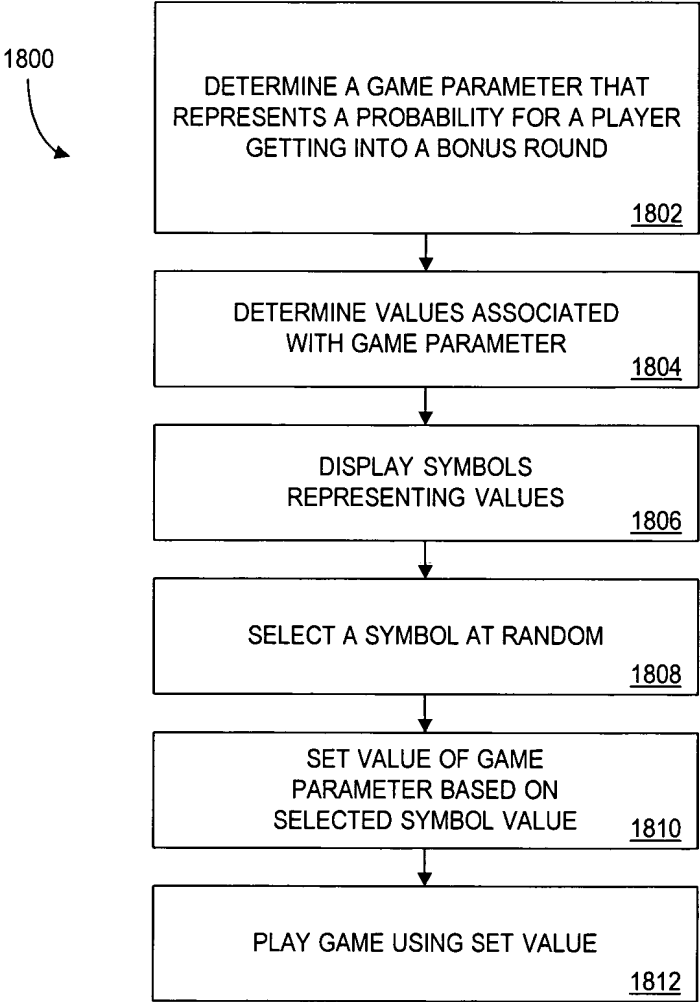 1800
DETERMINE A GAME PARAMETER THAT
REPRESENTS A PROBABILITY FOR A PLAYER
GETTING INTO A BONUS ROUND
1802
DETERMINE VALUES ASSOCIATED
WITH GAME PARAMETER
1804
DISPLAY SYMBOLS
REPRESENTING VALUES
1806
SELECT A SYMBOL AT RANDOM
1808
SET VALUE OF GAME
PARAMETER BASED ON
SELECTED SYMBOL VALUE
1810
PLAY GAME USING SET VALUE
1812